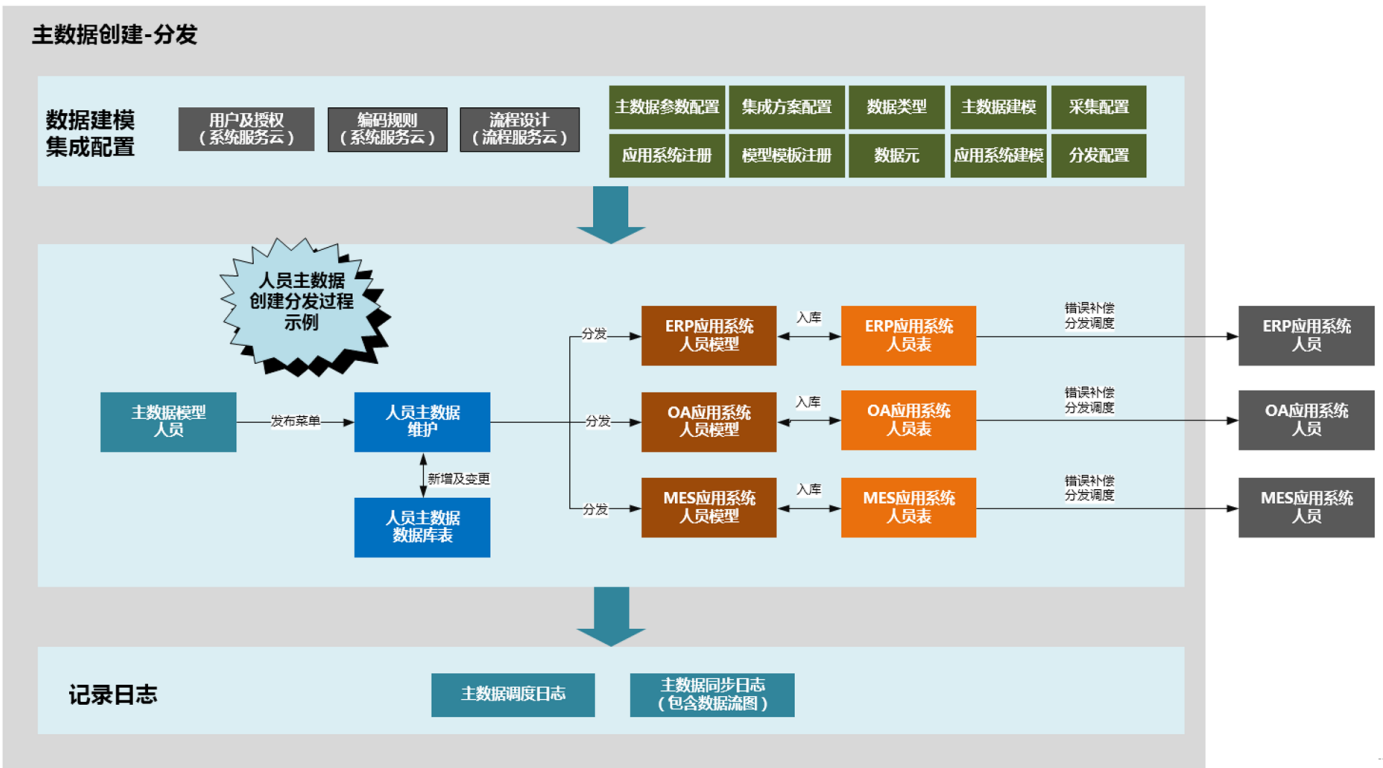 主数据创建-分发
数据建模
集成配置
用户及授权
（系统服务云）
编码规则
（系统服务云）
流程设计
（流程服务云）
主数据参数配置
集成方案配置
数据类型
主数据建模
采集配置
应用系统注册
模型模板注册
数据元
应用系统建模
分发配置
人员主数据
创建分发过程
示例
主数据模型
人员
发布菜单
人员主数据
维护
新增及变更
人员主数据
数据库表
分发
ERP应用系统
人员模型
入库
ERP应用系统
人员表
错误补偿
分发调度
ERP应用系统
人员
分发
OA应用系统
人员模型
入库
OA应用系统
人员表
错误补偿
分发调度
OA应用系统
人员
分发
MES应用系统
人员模型
入库
MES应用系统
人员表
错误补偿
分发调度
MES应用系统
人员
记录日志
主数据调度日志
主数据同步日志
（包含数据流图）